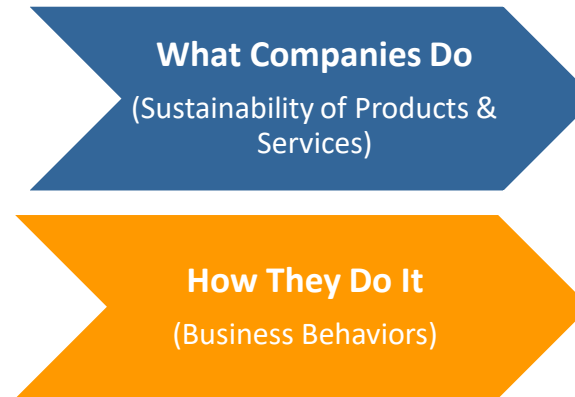 What Companies Do
(Sustainability of Products &
Services)
How They Do It
(Business Behaviors)